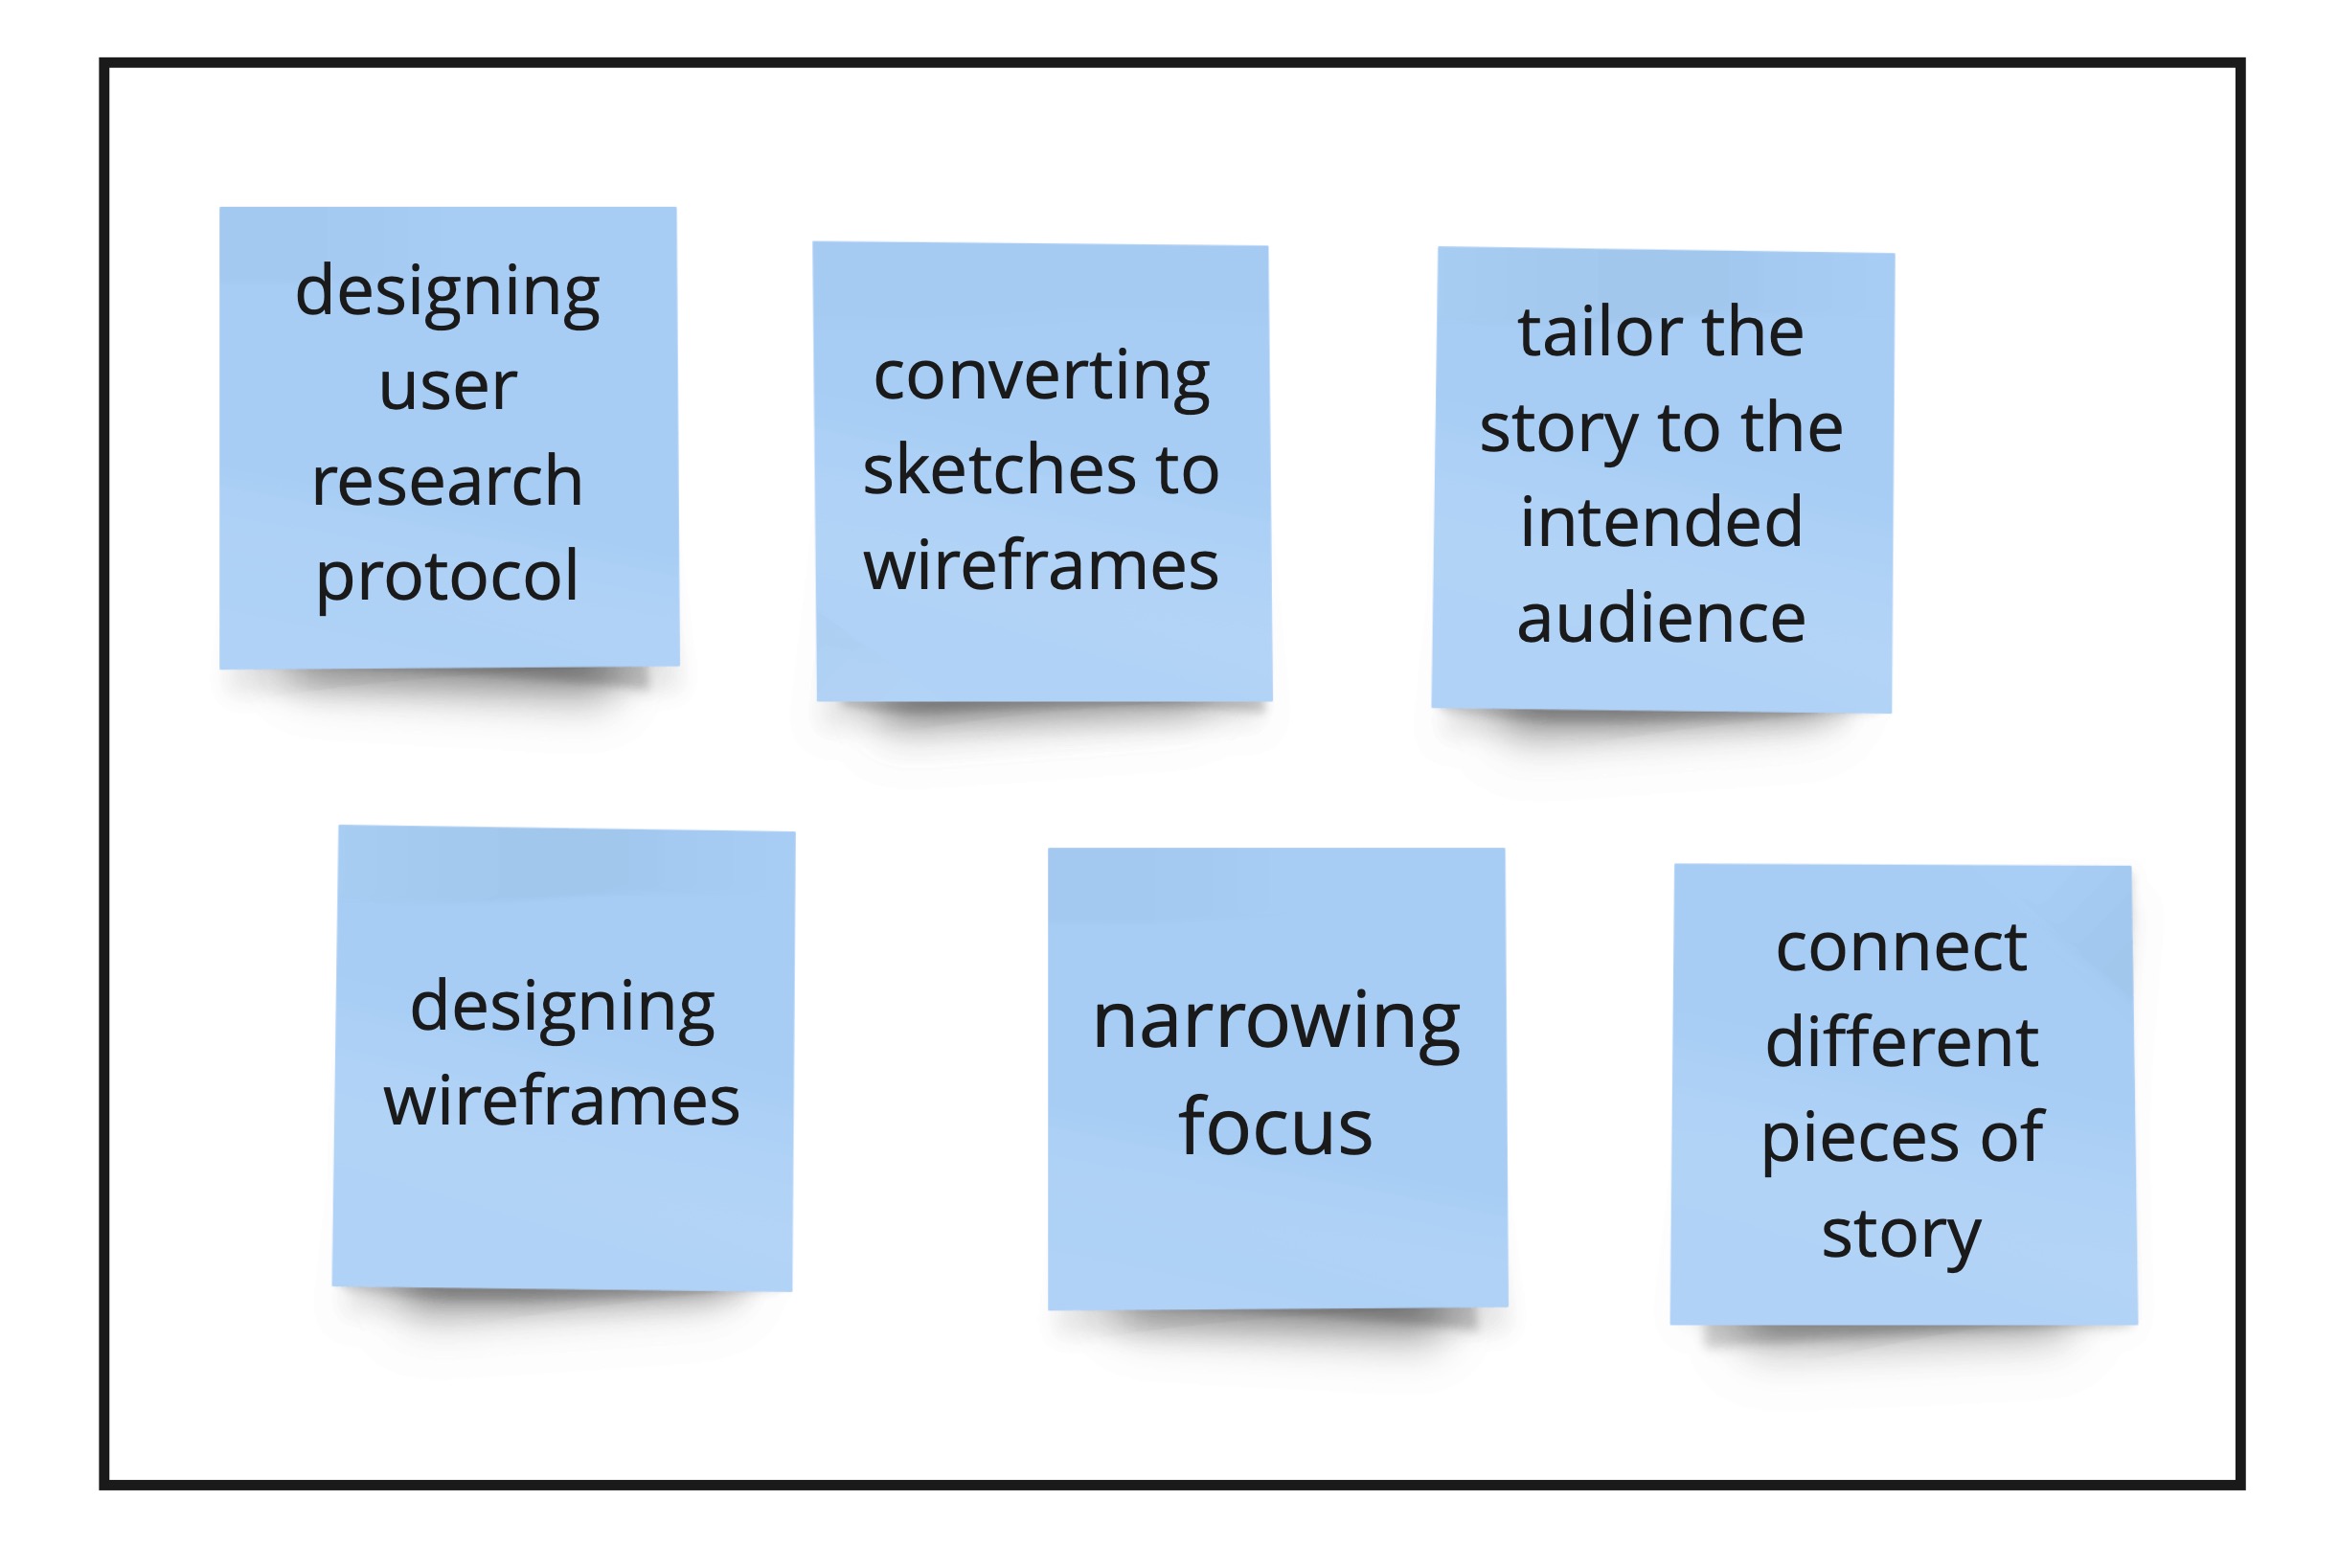 designing
user
research
protocol
converting
sketches to
wireframes
tailor the
story to the
intended
audience
designing
wireframes
narrowing
focus
connect
different
pieces of
story